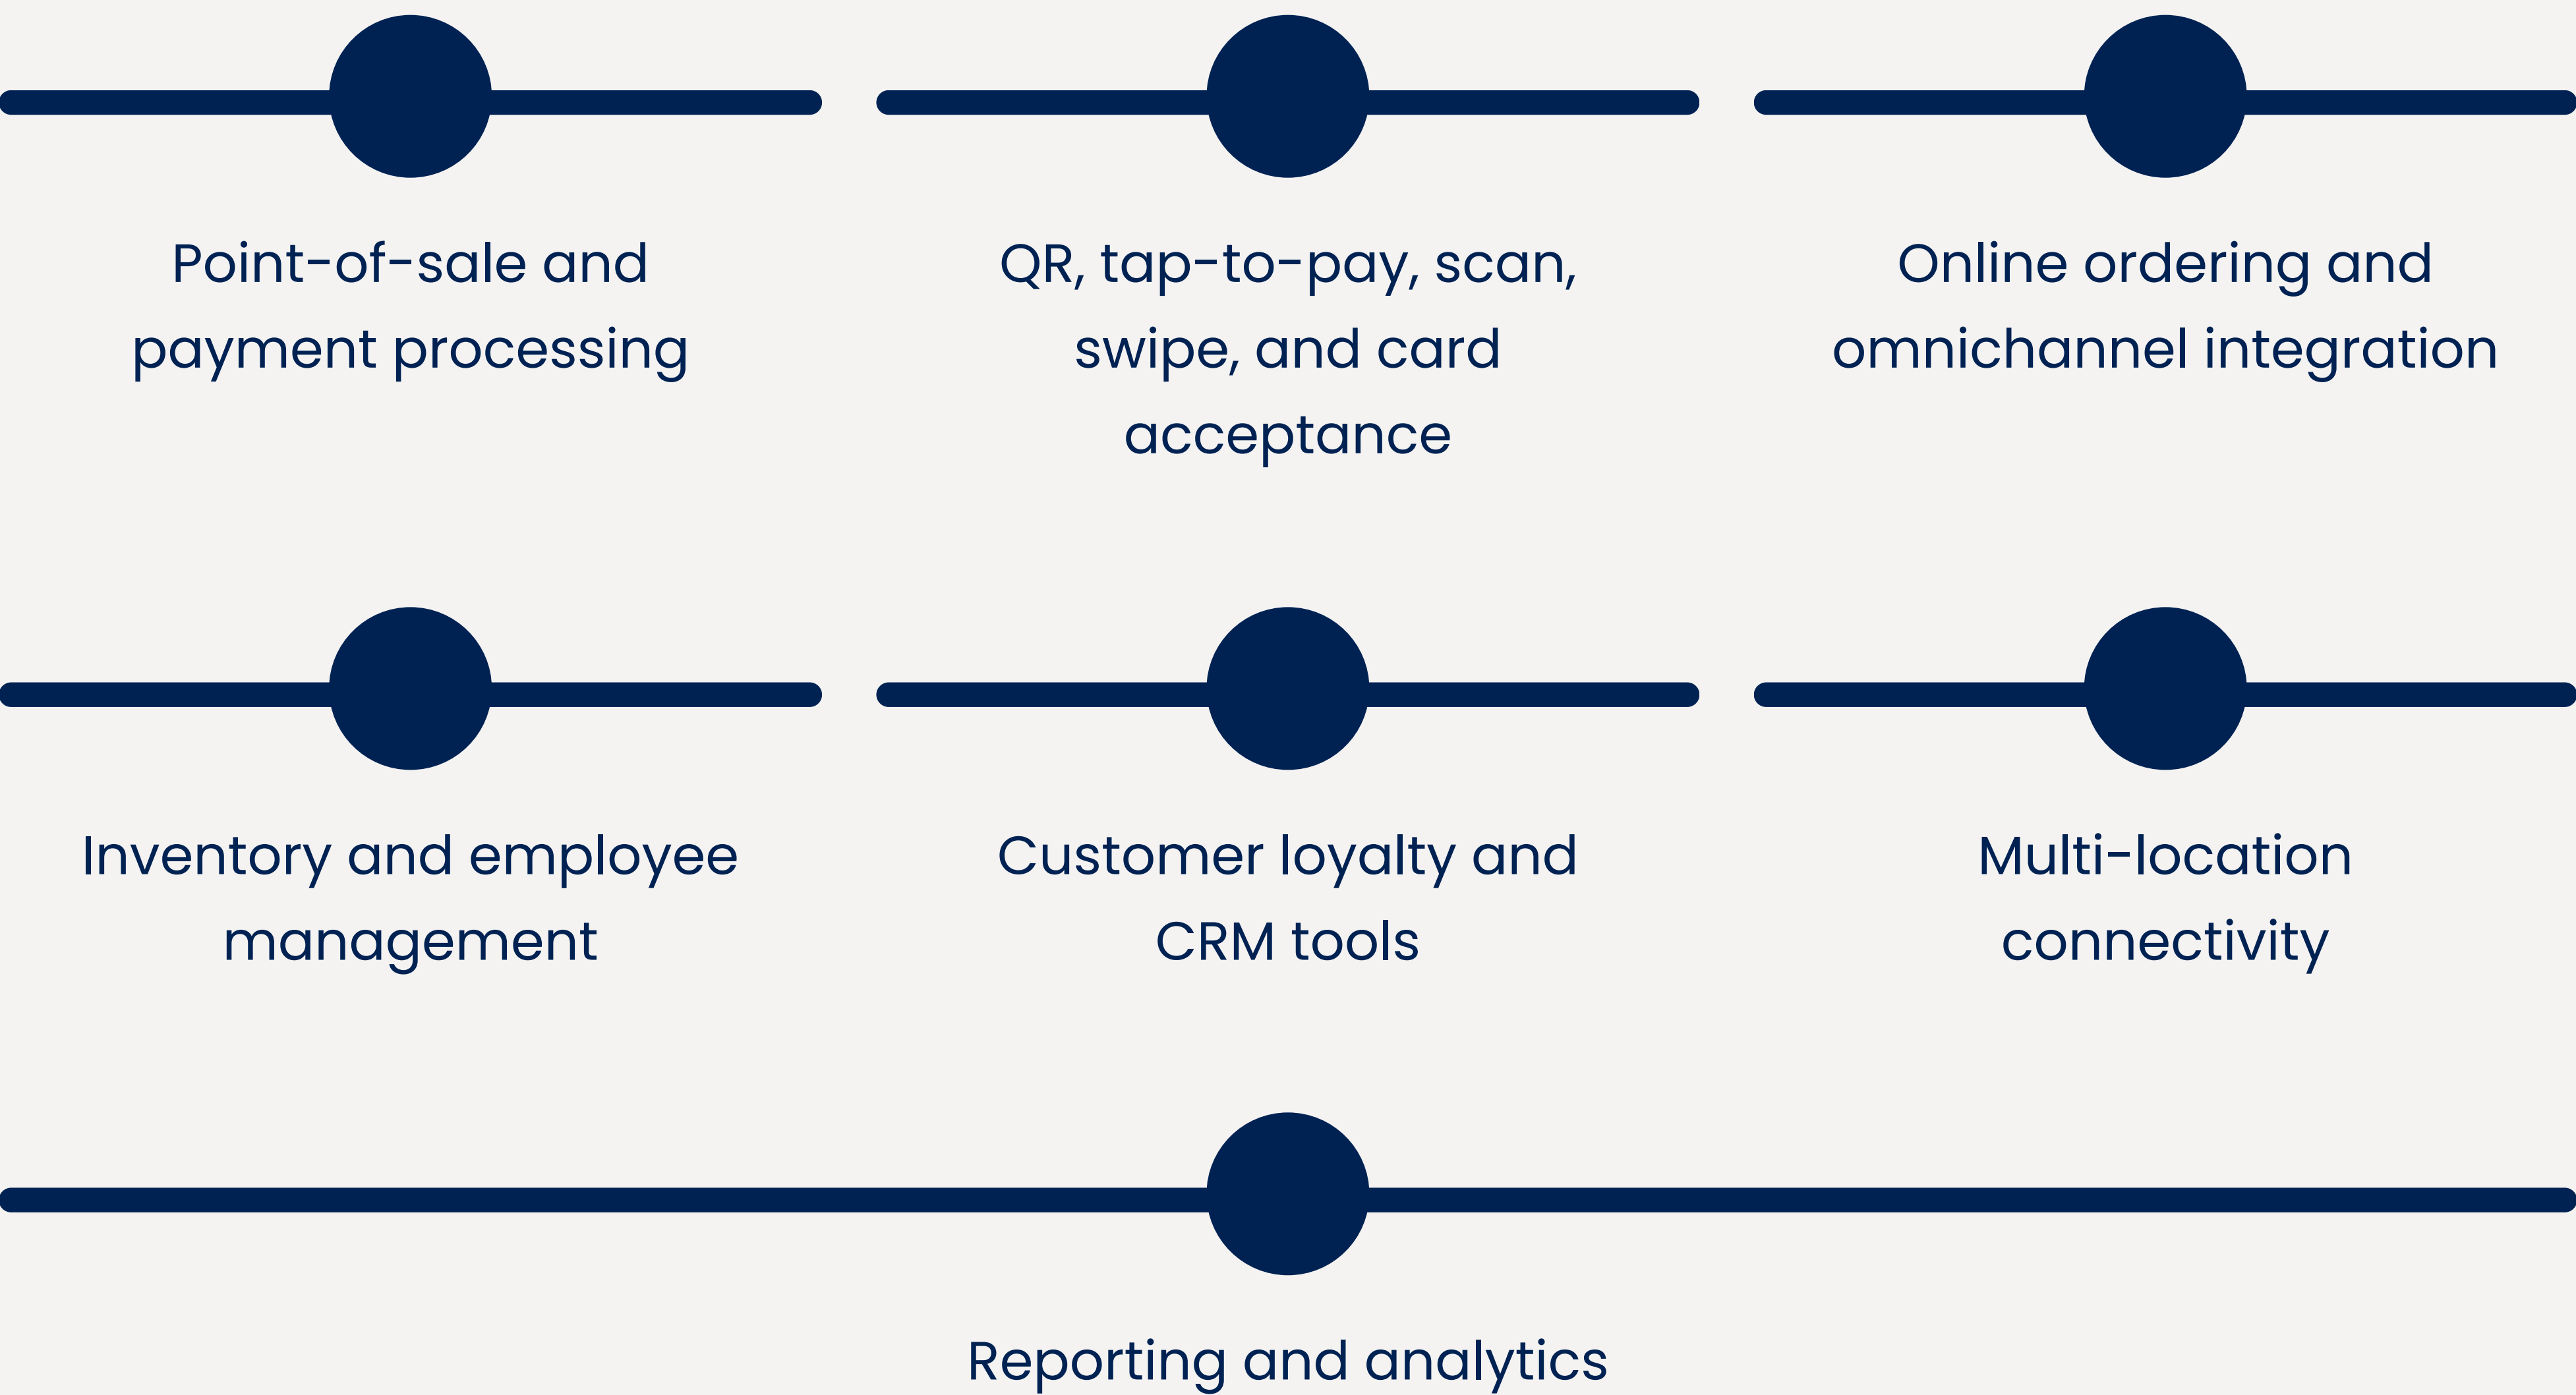 Point-of-sale and
payment processing
QR, tap-to-pay, scan,
swipe, and card
acceptance
Online ordering and
omnichannel integration
Inventory and employee
management
Customer loyalty and
CRM tools
Multi-location
connectivity
Reporting and analytics